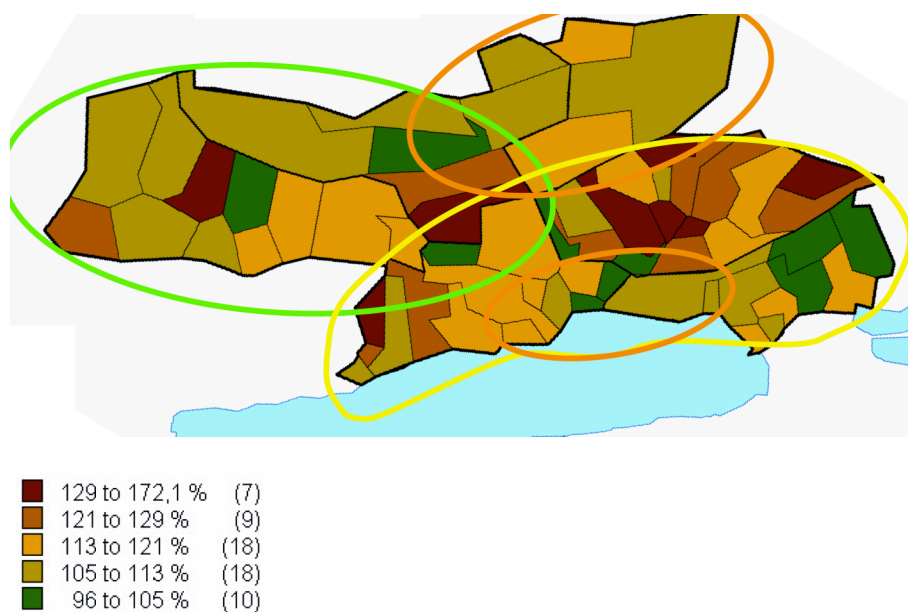 129 to 172,1 % (7)
121 to 129 % (9)
113 to 121 % (18)
105 to 113 % (18)
96 to 105 % (10)